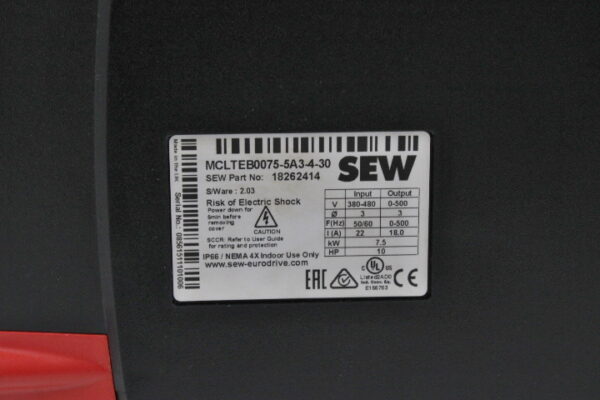 MCLTEB0075-5A3-4-30
SEW
SEW Part No: 18262414
S/Ware : 2.03
Risk of Electric Shock
Power down for
5min before
removing
cover
SCCR: Refer to User Guide
for rating and protection
IP66 / NEMA 4X Indoor Use Only
www.sew-eurodrive.com
Input Output
V 380-480 0-500
Ø 3 3
F(Hz) 50/60 0-500
I (A) 22 18.0
kW 7.5
HP 10
EAC
C UL US
CE
Made in the UK
Serial No.: